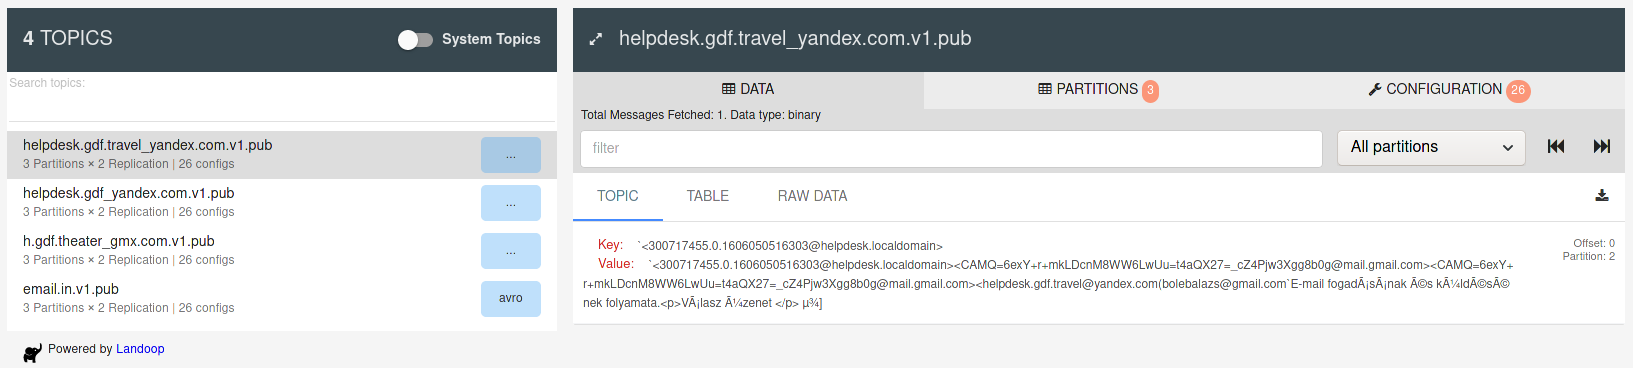 4 TOPICS
System Topics
Search topics:
helpdesk.gdf.travel_yandex.com.v1.pub
3 Partitions × 2 Replication | 26 configs
...
helpdesk.gdf_yandex.com.v1.pub
3 Partitions × 2 Replication | 26 configs
...
h.gdf.theater_gmx.com.v1.pub
3 Partitions × 2 Replication | 26 configs
...
email.in.v1.pub
3 Partitions × 2 Replication | 26 configs
avro
Powered by Landoop
helpdesk.gdf.travel_yandex.com.v1.pub
DATA
PARTITIONS 3
CONFIGURATION 26
Total Messages Fetched: 1. Data type: binary
filter
All partitions
TOPIC TABLE RAW DATA
Key: `<300717455.0.1606050516303@helpdesk.localdomain>
Offset: 0
Partition: 2
Value: `<300717455.0.1606050516303@helpdesk.localdomain><CAMQ=6exY+r+mkLDcnM8WW6LwUu=t4aQX27=_cZ4Pjw3Xgg8b0g@mail.gmail.com><CAMQ=6exY+
r+mkLDcnM8WW6LwUu=t4aQX27=_cZ4Pjw3Xgg8b0g@mail.gmail.com><helpdesk.gdf.travel@yandex.com(bolebalazs@gmail.com`E-mail fogadÃ¡sÃ¡nak Ã©s kÃ¼ldÃ©sÃ©
nek folyamata.<p>VÃ¡lasz Ã¼zenet </p> µ¾]